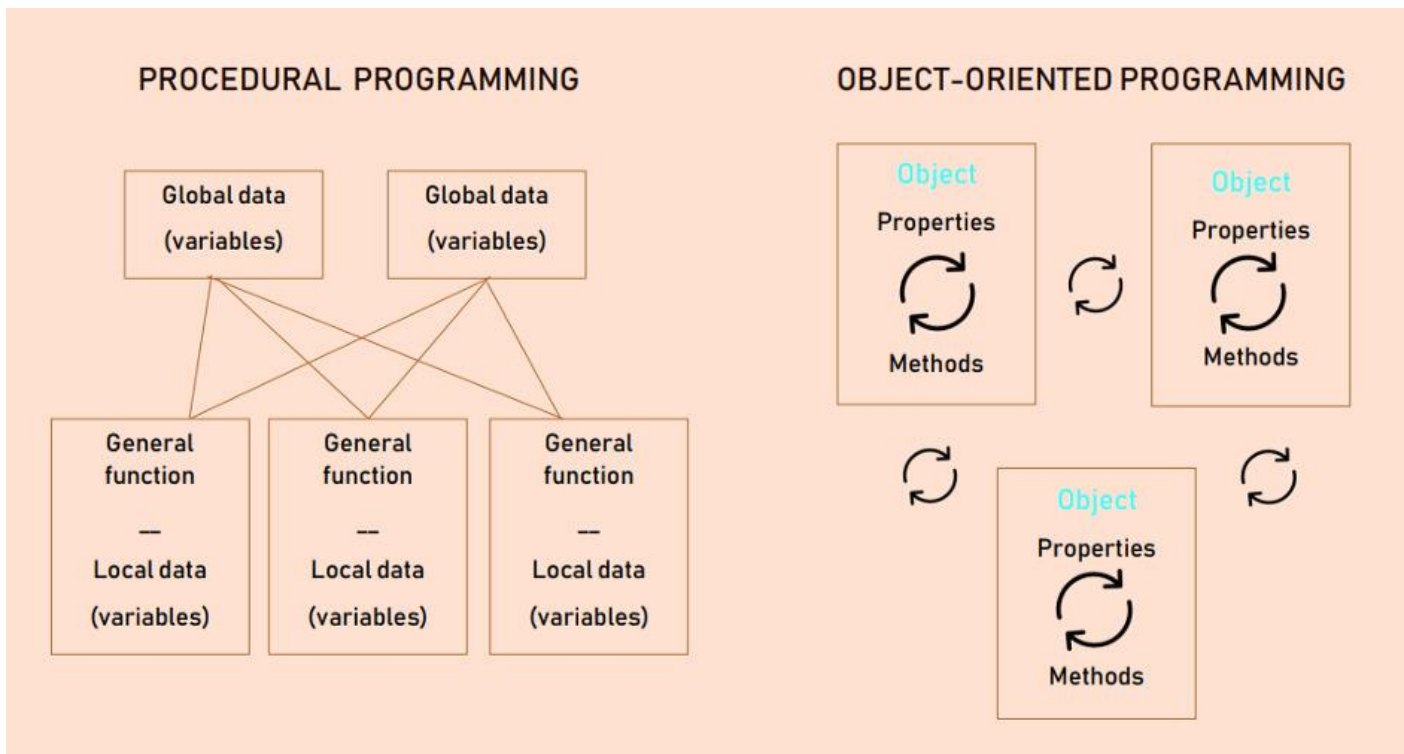 PROCEDURAL PROGRAMMING
Global data
(variables)
Global data
(variables)
General
function
—
Local data
(variables)
General
function
—
Local data
(variables)
General
function
—
Local data
(variables)
OBJECT-ORIENTED PROGRAMMING
Object
Properties
Methods
Object
Properties
Methods
Object
Properties
Methods